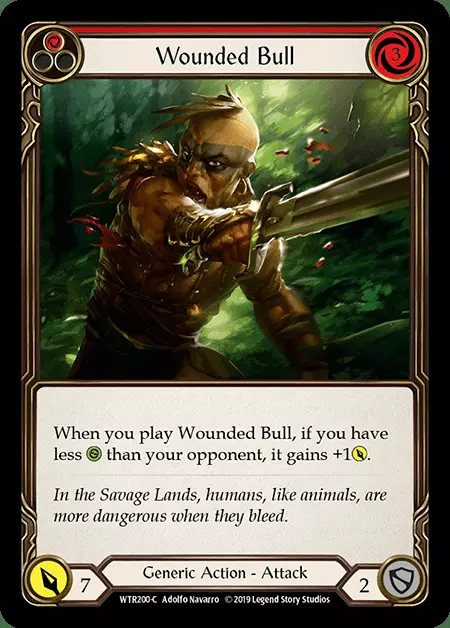 Wounded Bull
3
When you play Wounded Bull, if you have
less than your opponent, it gains +1.
In the Savage Lands, humans, like animals, are
more dangerous when they bleed.
7
Generic Action - Attack
2
WTR200-C Adolfo Navarro © 2019 Legend Story Studios